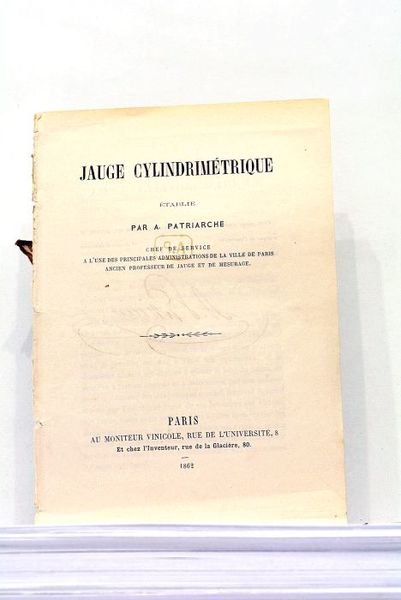 JAUGE CYLINDRIMÉTRIQUE
ÉTABLIE
PAR A. PATRIARCHE
CHEF DE SERVICE
A L'UNE DES PRINCIPALES ADMINISTRATIONS DE LA VILLE DE PARIS
ANCIEN PROFESSEUR DE JAUGE ET DE MESURAGE.
PARIS
AU MONITEUR VINICOLE, RUE DE L'UNIVERSITÉ, 8
Et chez l'Inventeur, rue de la Glacière, 80.
1862